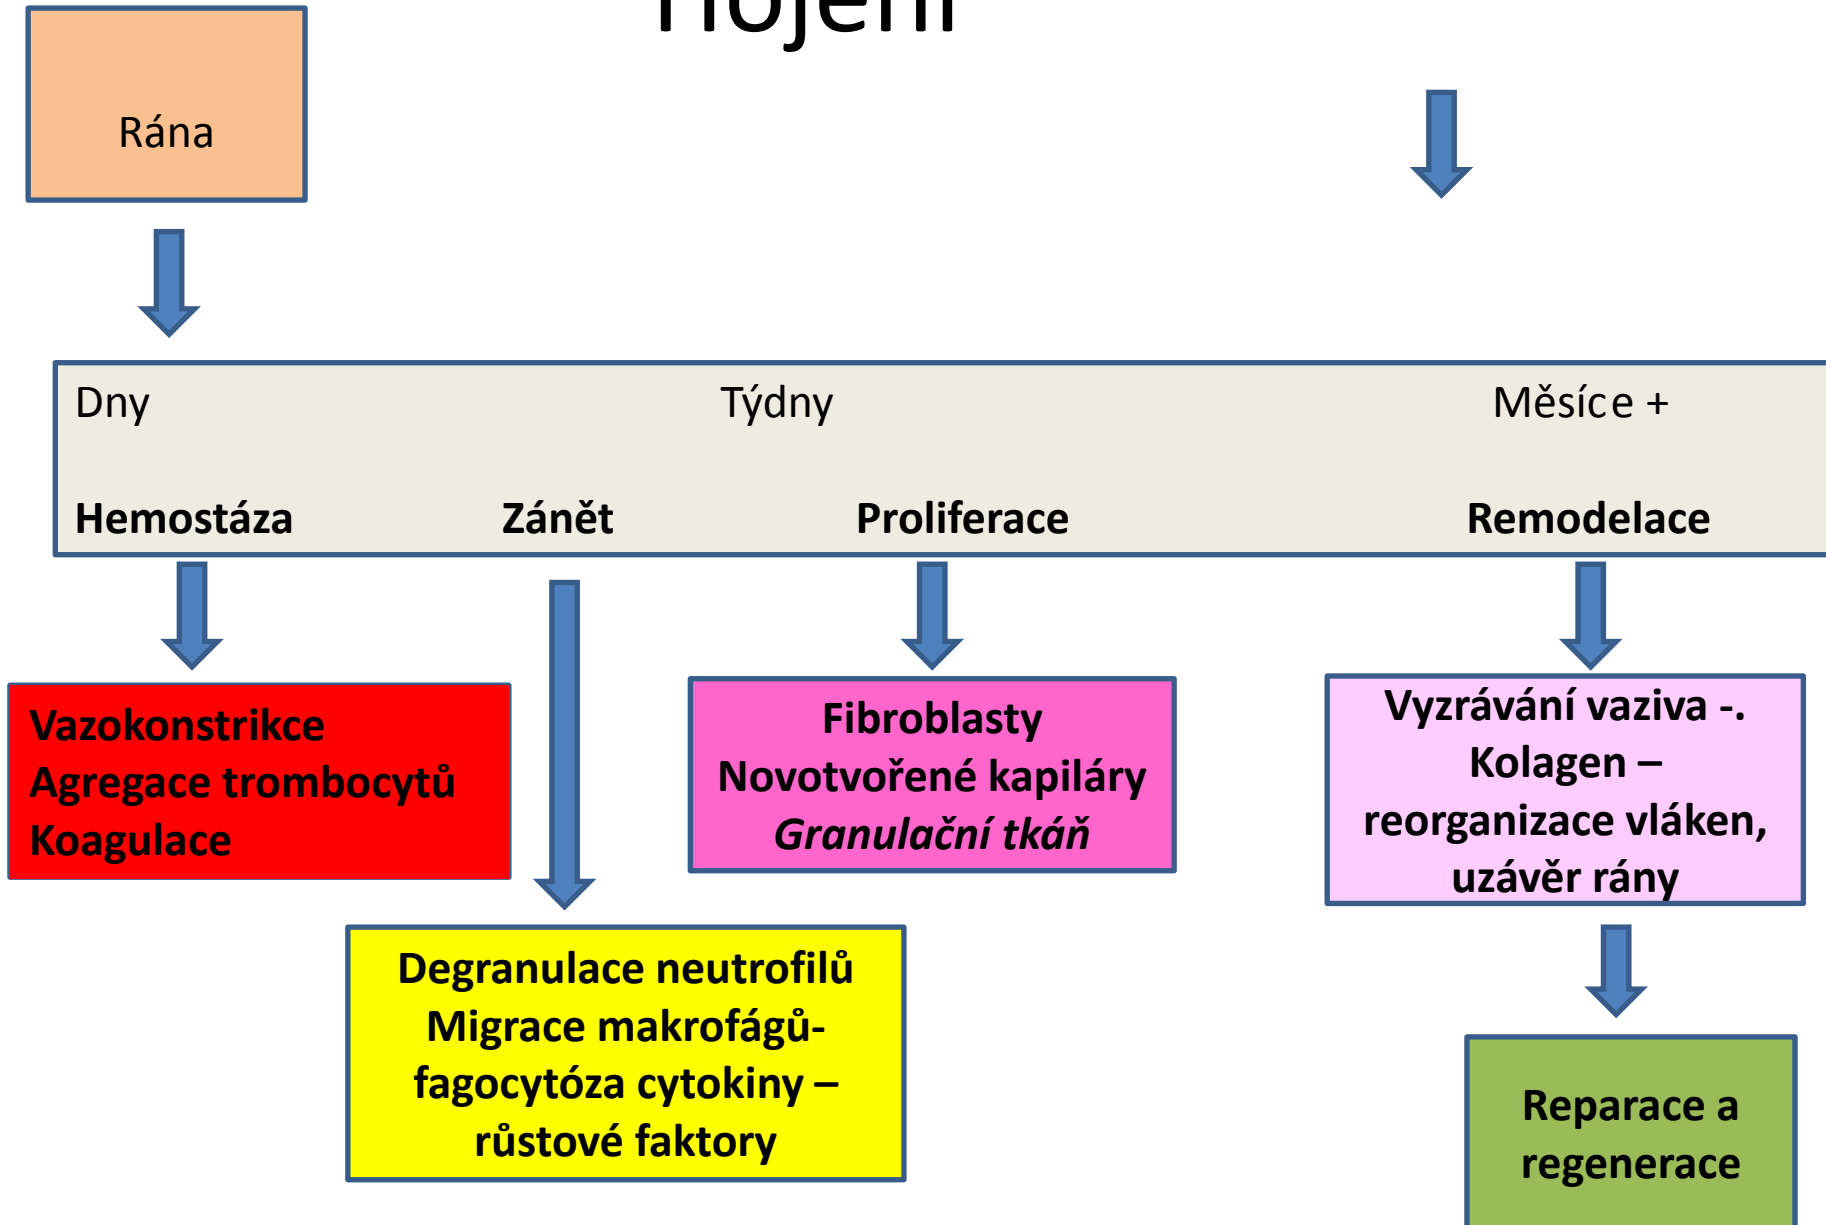 Hojení
Rána
Dny Týdny Měsíce +
Hemostáza Zánět Proliferace Remodelace
Vazokonstrikce
Agregace trombocytů
Koagulace
Fibroblasty
Novotvořené kapiláry
Granulační tkáň
Vyzrávání vaziva -.
Kolagen –
reorganizace vláken,
uzávěr rány
Degranulace neutrofilů
Migrace makrofágů-
fagocytóza cytokiny –
růstové faktory
Reparace a
regenerace